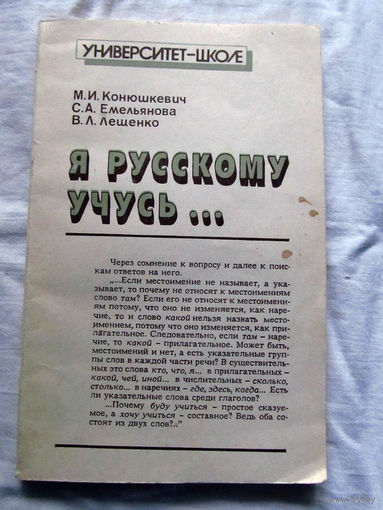 УНИВЕРСИТЕТ–ШКОЛЕ
М.И. Конюшкевич
С.А. Емельянова
В.Л. Лещенко
Я РУССКОМУ
УЧУСЬ...
Через сомнение к вопросу и далее к поис-
кам ответов на него.
„...Если местоимение не называет, а ука-
зывает, то почему не относят к местоимениям
слово там? Если его не относят к местоимени-
ям потому, что оно не изменяется, как наре-
чие, то и слово какой нельзя назвать место-
имением, потому что оно изменяется, как при-
лягательное. Следовательно, если там – наре-
чие, то какой – прилагательное. Может быть,
местоимений и нет, а есть указательные груп-
пы слов в каждой части речи? В существитель-
ных это слова кто, что, я... в прилагательных –
какой, чей, иной... в числительных – сколько,
столько... в наречиях – где, здесь, когда... Есть
ли указательные слова среди глаголов?
...Почему буду учиться – простое сказуе-
мое, а хочу учиться – составное? Ведь оба со-
стоят из двух слов?.."
ay.by